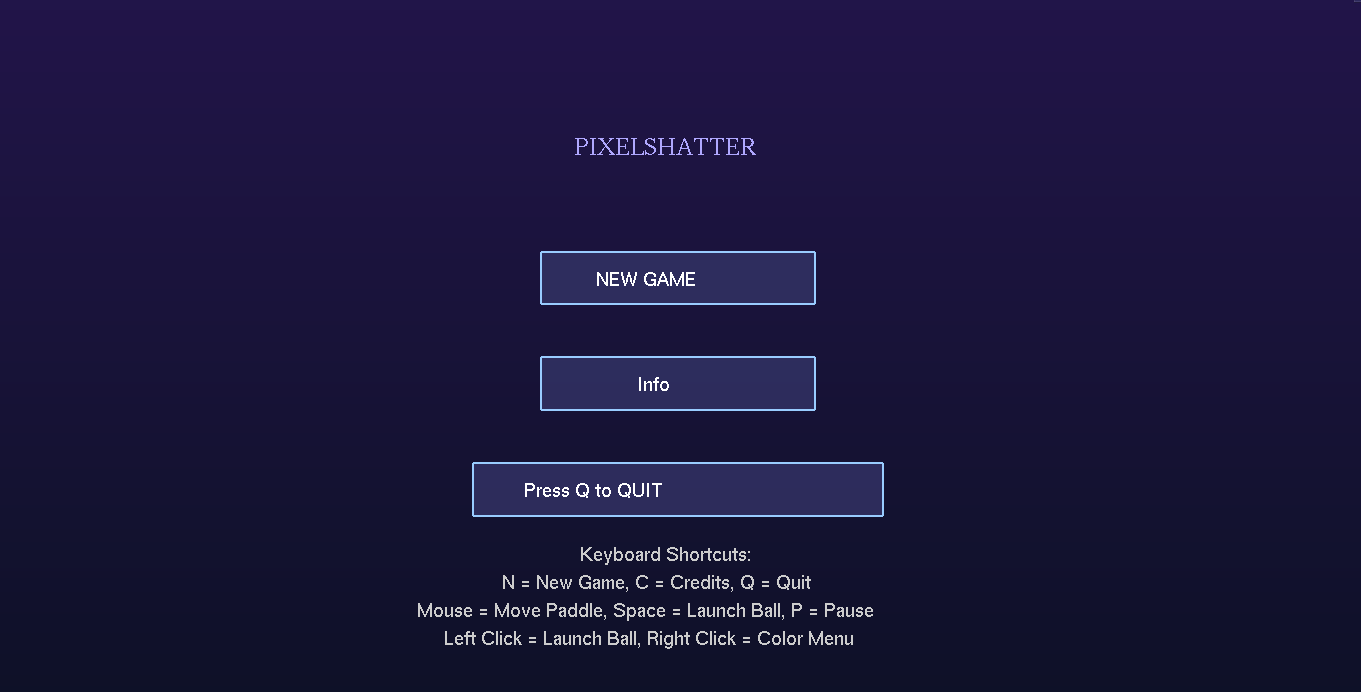 PIXELSHATTER
NEW GAME
Info
Press Q to QUIT
Keyboard Shortcuts:
N = New Game, C = Credits, Q = Quit
Mouse = Move Paddle, Space = Launch Ball, P = Pause
Left Click = Launch Ball, Right Click = Color Menu